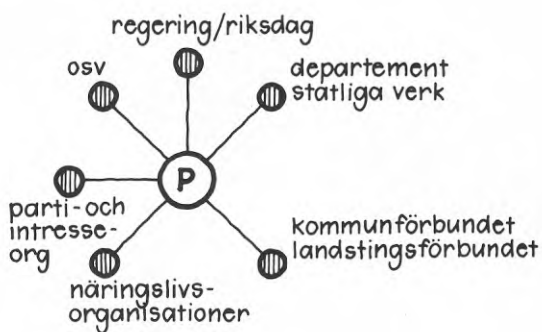 regering/riksdag
osv
departement
statliga verk
P
parti-och
intresse-
org
kommunförbundet
landstingsförbundet
näringslivs-
organisationer